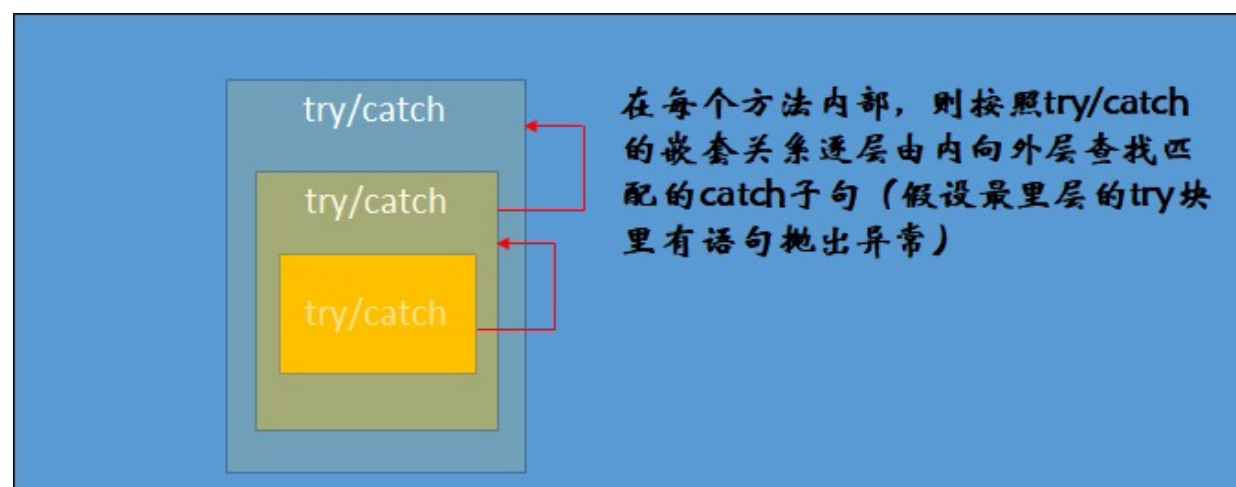 try/catch
try/catch
try/catch
在每个方法内部，则按照try/catch
的嵌套关系逐层由内向外层查找匹
配的catch子句（假设最里层的try块
里有语句抛出异常）